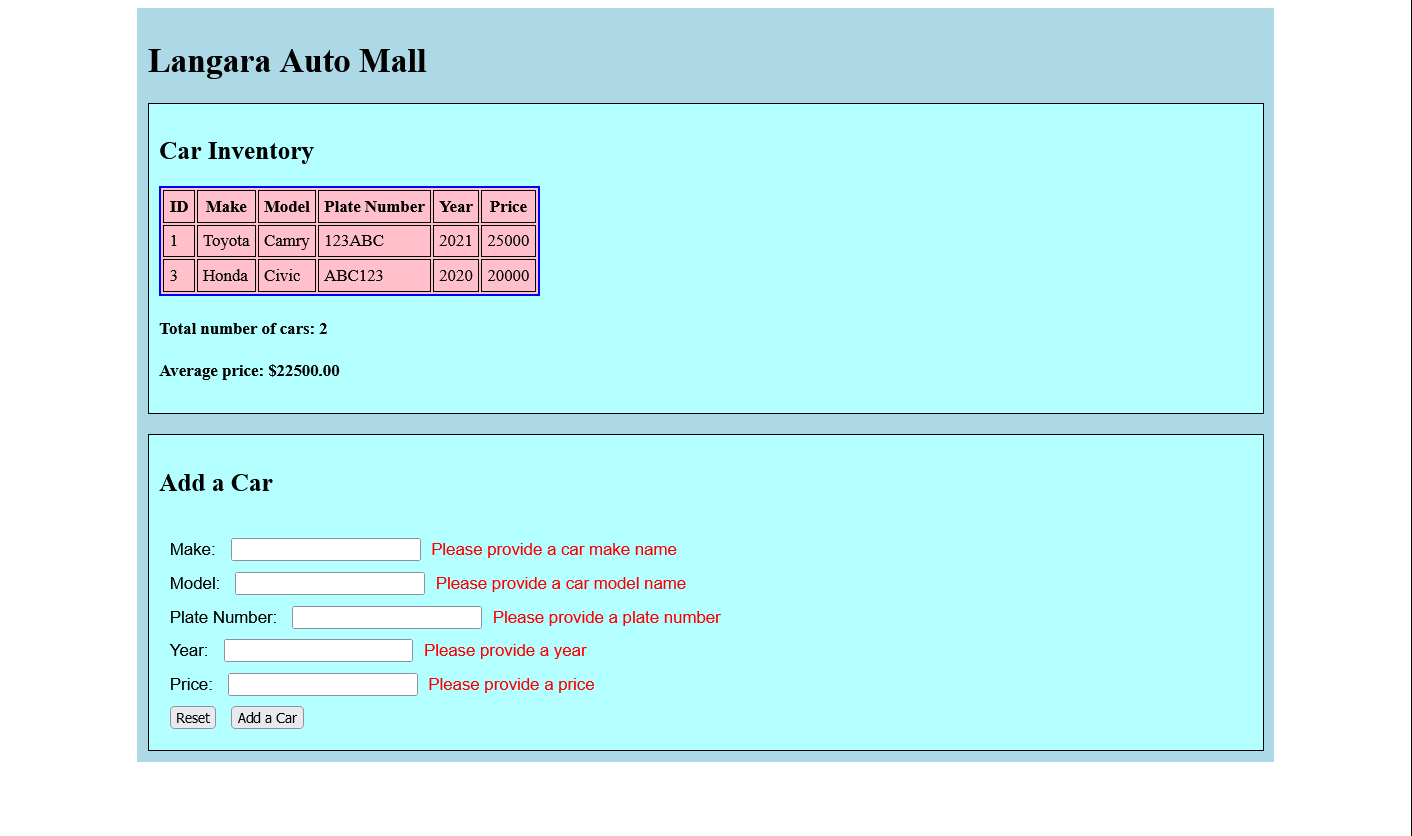 Langara Auto Mall
Car Inventory
ID Make Model Plate Number Year Price
1 Toyota Camry 123ABC 2021 25000
3 Honda Civic ABC123 2020 20000
Total number of cars: 2
Average price: $22500.00
Add a Car
Make: Please provide a car make name
Model: Please provide a car model name
Plate Number: Please provide a plate number
Year: Please provide a year
Price: Please provide a price
Reset Add a Car